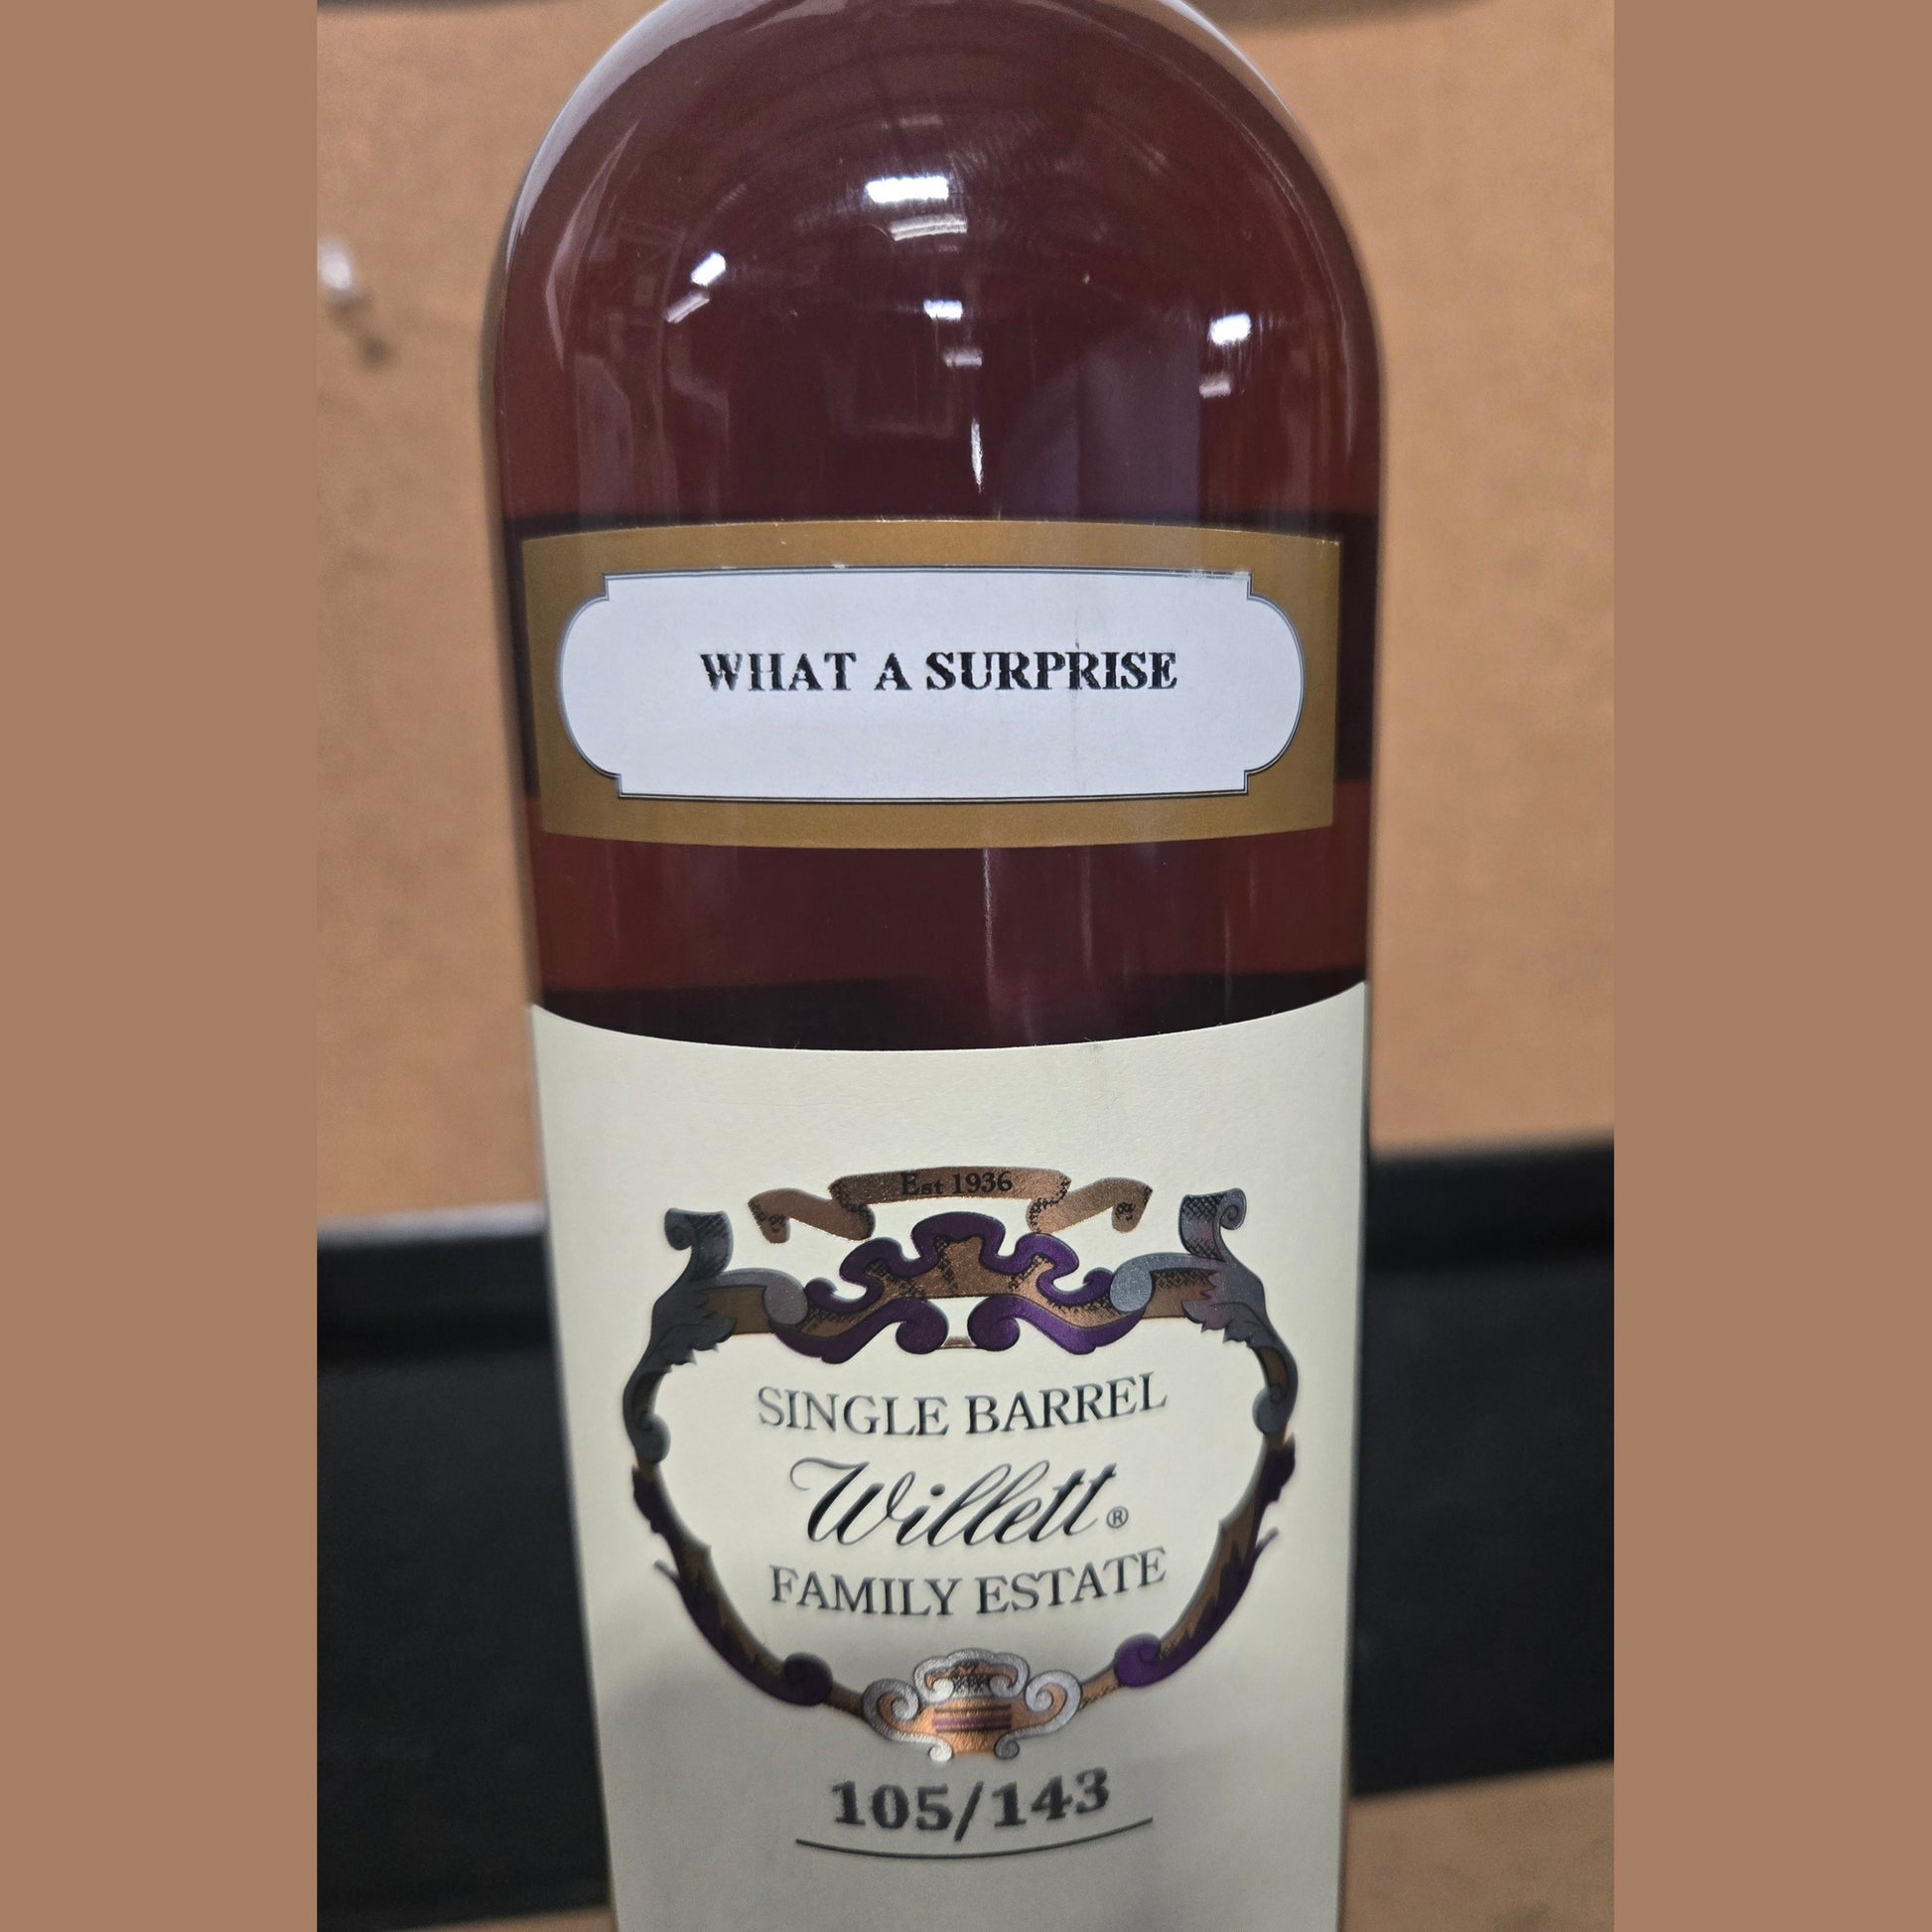 WHAT A SURPRISE
Est 1936
SINGLE BARREL
Willett®
FAMILY ESTATE
105/143